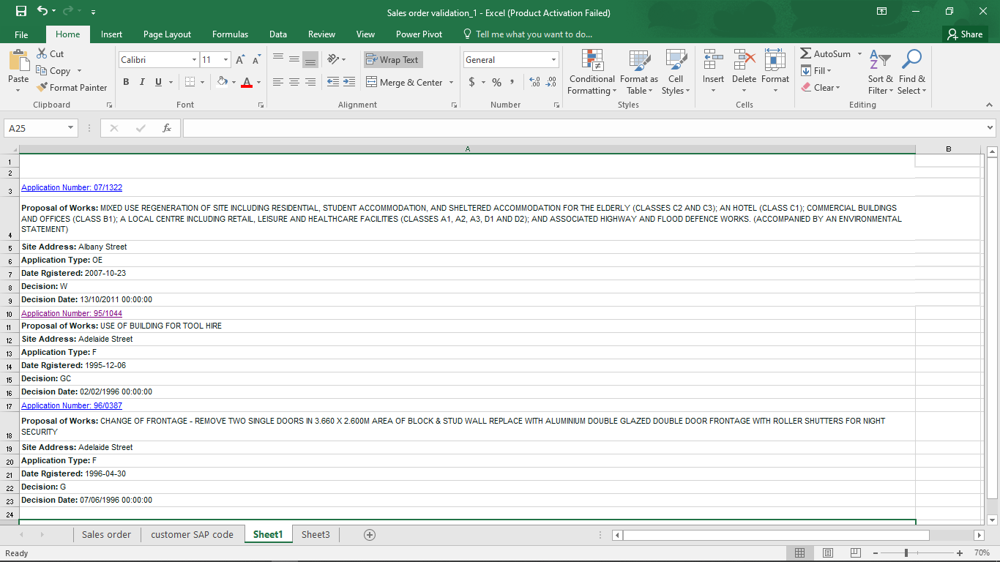 Sales order validation_1 - Excel (Product Activation Failed)
File Home Insert Page Layout Formulas Data Review View Power Pivot Tell me what you want to do... Share
Paste
Cut
Copy
Format Painter
Clipboard
Calibri 11
B I U
Font
Wrap Text
Merge & Center
Alignment
General
$ % ,
Number
Conditional Formatting
Format as Table
Cell Styles
Styles
Insert Delete Format
Cells
AutoSum
Fill
Clear
Sort & Filter
Find & Select
Editing
A25 fx
A B
1
2
3 Application Number: 07/1322
Proposal of Works: MIXED USE REGENERATION OF SITE INCLUDING RESIDENTIAL, STUDENT ACCOMMODATION, AND SHELTERED ACCOMMODATION FOR THE ELDERLY (CLASSES C2 AND C3); AN HOTEL (CLASS C1); COMMERCIAL BUILDINGS
AND OFFICES (CLASS B1); A LOCAL CENTRE INCLUDING RETAIL, LEISURE AND HEALTHCARE FACILITIES (CLASSES A1, A2, A3, D1 AND D2); AND ASSOCIATED HIGHWAY AND FLOOD DEFENCE WORKS. (ACCOMPANIED BY AN ENVIRONMENTAL
4 STATEMENT)
5 Site Address: Albany Street
6 Application Type: OE
7 Date Rgistered: 2007-10-23
8 Decision: W
9 Decision Date: 13/10/2011 00:00:00
10 Application Number: 95/1044
11 Proposal of Works: USE OF BUILDING FOR TOOL HIRE
12 Site Address: Adelaide Street
13 Application Type: F
14 Date Rgistered: 1995-12-06
15 Decision: GC
16 Decision Date: 02/02/1996 00:00:00
17 Application Number: 96/0387
Proposal of Works: CHANGE OF FRONTAGE - REMOVE TWO SINGLE DOORS IN 3.660 X 2.600M AREA OF BLOCK & STUD WALL REPLACE WITH ALUMINIUM DOUBLE GLAZED DOUBLE DOOR FRONTAGE WITH ROLLER SHUTTERS FOR NIGHT
18 SECURITY
19 Site Address: Adelaide Street
20 Application Type: F
21 Date Rgistered: 1996-04-30
22 Decision: G
23 Decision Date: 07/06/1996 00:00:00
24
Sales order customer SAP code Sheet1 Sheet3
Ready 70%